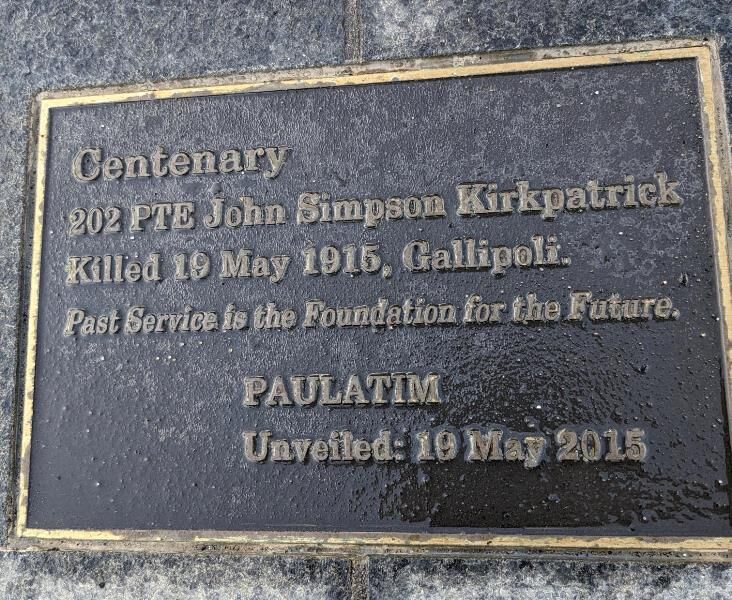 Centenary
202 PTE John Simpson Kirkpatrick
Killed 19 May 1915, Gallipoli.
Past Service is the Foundation for the Future.
PAULATIM
Unveiled: 19 May 2015